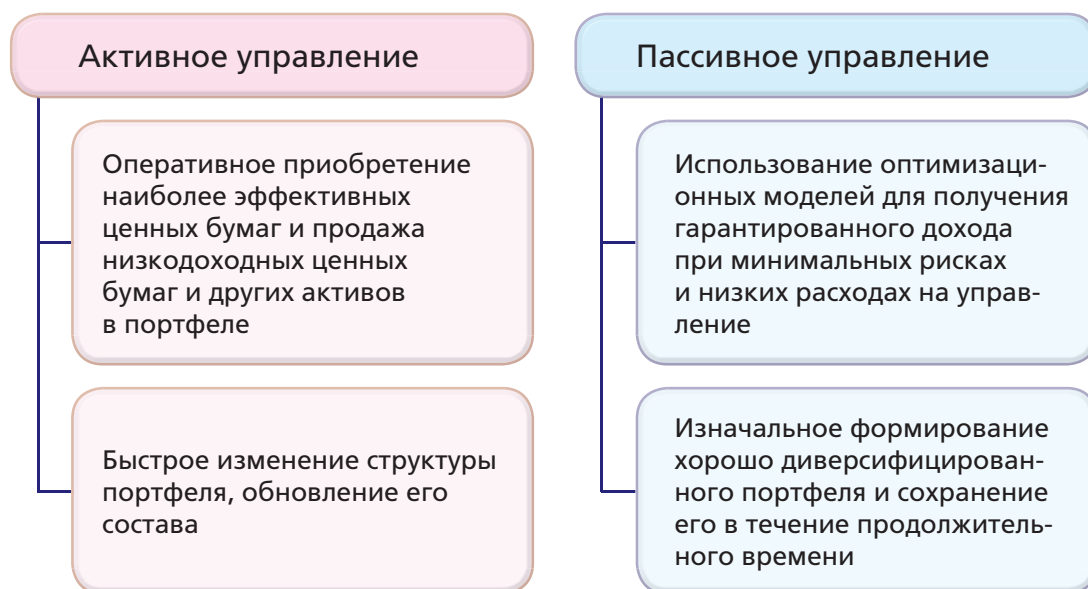 Активное управление
Оперативное приобретение
наиболее эффективных
ценных бумаг и продажа
низкодоходных ценных
бумаг и других активов
в портфеле
Быстрое изменение структуры
портфеля, обновление его
состава
Пассивное управление
Использование оптимизаци-
онных моделей для получения
гарантированного дохода
при минимальных рисках
и низких расходах на управ-
ление
Изначальное формирование
хорошо диверсифицирован-
ного портфеля и сохранение
его в течение продолжитель-
ного времени